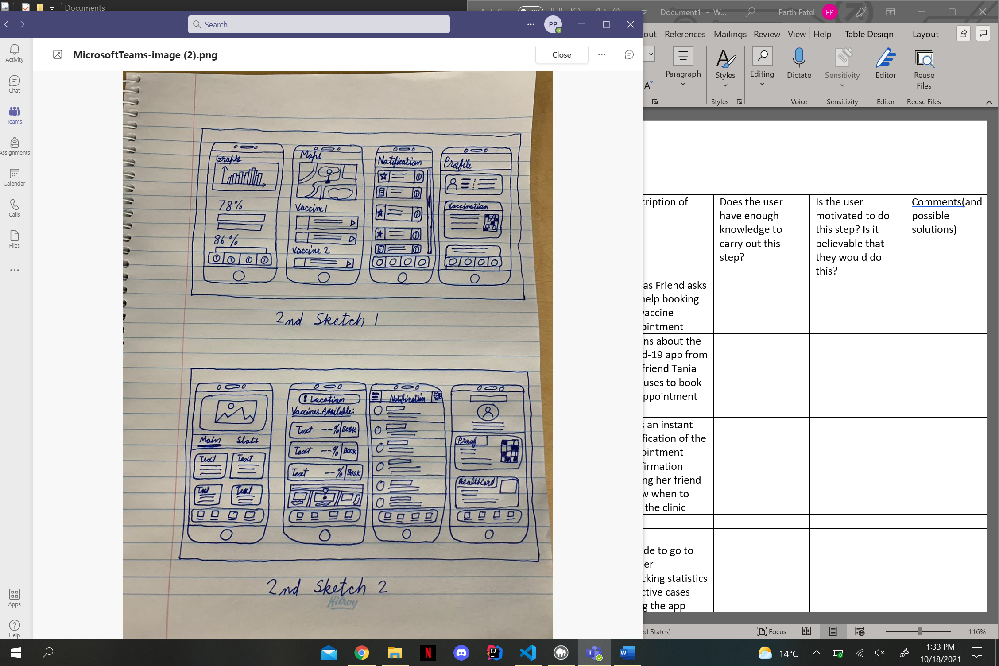 Documents
AutoSave Off
Document1 - W...
Parth Patel PP
Search
PP
out References Mailings Review View Help Table Design Layout
MicrosoftTeams-image (2).png
Close
Paragraph
Styles
Editing
Dictate
Sensitivity
Editor
Reuse
Files
Styles
Voice
Sensitivity
Editor
Reuse Files
Activity
Chat
Teams
Assignments
Calendar
Calls
Files
Apps
Help
Graphs
78%
86%
Maps
Vaccine 1
Vaccine 2
Notification
Profile
Vaccination
2nd Sketch 1
Main Stats
Text Text
Text Text
Location
Vaccines Available:
Text --% BOOK
Text --% BOOK
Text --% BOOK
Notification
Proof
HealthCard
2nd Sketch 2
Hilroy
cription of
Does the user
have enough
knowledge to
carry out this
step?
Is the user
motivated to do
this step? Is it
believable that
they would do
this?
Comments(and
possible
solutions)
as Friend asks
help booking
vaccine
ointment
rns about the
d-19 app from
friend Tania
uses to book
ppointment
s an instant
fication of the
ointment
firmation
ng her friend
w when to
the clinic
ide to go to
her
cking statistics
ctive cases
g the app
ed States)
Focus
116%
14°C
1:33 PM
10/18/2021